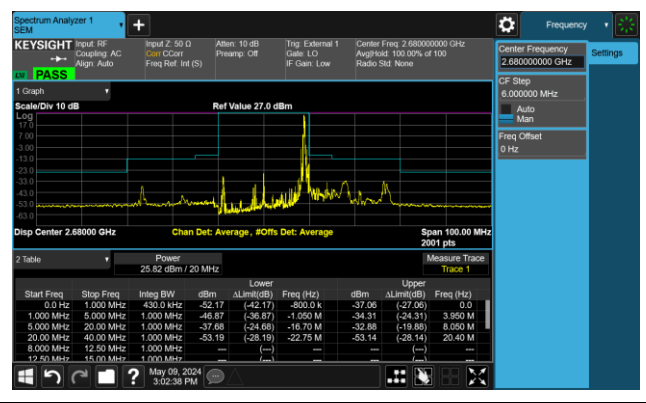 Spectrum Analyzer 1
SEM
Frequency
KEYSIGHT
Input: RF
Coupling: AC
Align: Auto
Input Z: 50 Ω
Corr CCorr
Freq Ref: Int (S)
Atten: 10 dB
Preamp: Off
Trig: External 1
Gate: LO
IF Gain: Low
Center Freq: 2.680000000 GHz
Avg|Hold: 100.00% of 100
Radio Std: None
LW PASS
Center Frequency
2.680000000 GHz
Settings
CF Step
6.000000 MHz
Auto
Man
Freq Offset
0 Hz
1 Graph
Scale/Div 10 dB
Ref Value 27.0 dBm
Log
17.0
7.00
-3.00
-13.0
-23.0
-33.0
-43.0
-53.0
-63.0
Disp Center 2.68000 GHz
Chan Det: Average , #Offs Det: Average
Span 100.00 MHz
2001 pts
2 Table
Power
25.82 dBm / 20 MHz
Measure Trace
Trace 1
Lower Upper
Start Freq Stop Freq Integ BW dBm ΔLimit(dB) Freq (Hz) dBm ΔLimit(dB) Freq (Hz)
0.0 Hz 1.000 MHz 430.0 kHz -52.17 (-42.17) -800.0 k -37.06 (-27.06) 0.0
1.000 MHz 5.000 MHz 1.000 MHz -46.87 (-36.87) -1.050 M -34.31 (-24.31) 3.950 M
5.000 MHz 20.00 MHz 1.000 MHz -37.68 (-24.68) -16.70 M -32.88 (-19.88) 8.050 M
20.00 MHz 40.00 MHz 1.000 MHz -53.19 (-28.19) -22.75 M -53.14 (-28.14) 20.40 M
8.000 MHz 12.50 MHz 1.000 MHz --- (---) --- --- (---) ---
12.50 MHz 15.00 MHz 1.000 MHz --- (---) --- --- (---) ---
?
May 09, 2024
3:02:38 PM